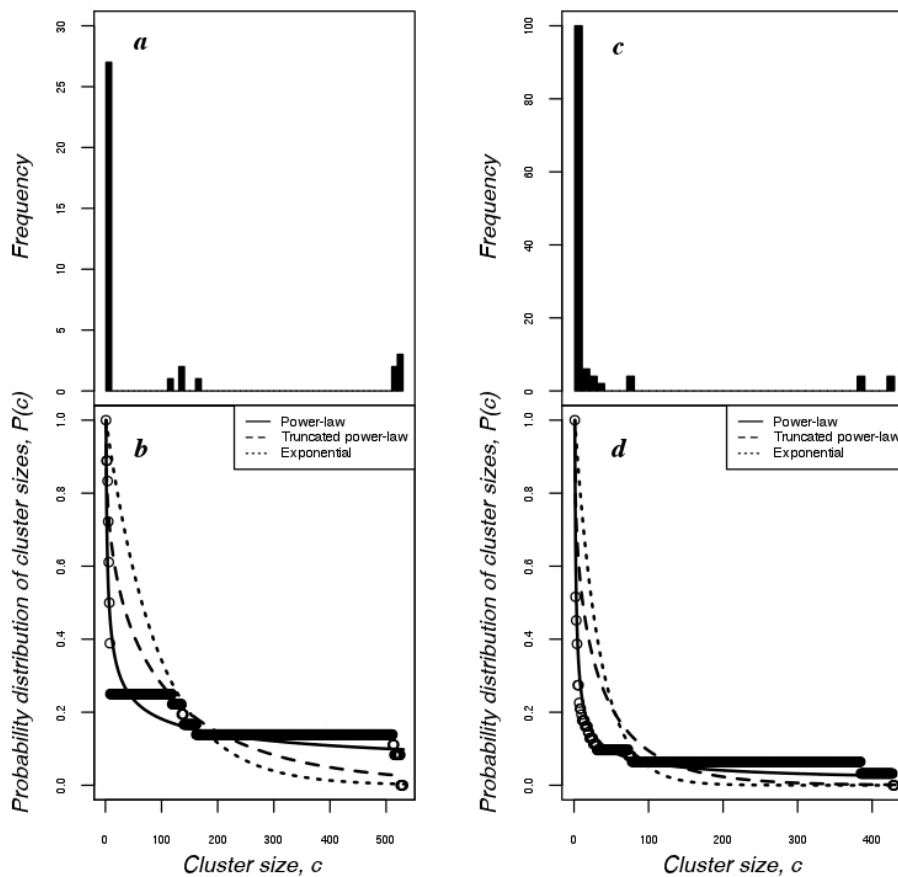 a
Frequency
0 5 10 15 20 25 30
c
Frequency
0 20 40 60 80 100
b
Probability distribution of cluster sizes, P(c)
0.0 0.2 0.4 0.6 0.8 1.0
Power-law
Truncated power-law
Exponential
0 100 200 300 400 500
Cluster size, c
d
Probability distribution of cluster sizes, P(c)
0.0 0.2 0.4 0.6 0.8 1.0
Power-law
Truncated power-law
Exponential
0 100 200 300 400
Cluster size, c